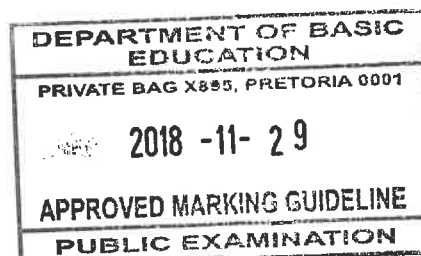 DEPARTMENT OF BASIC
EDUCATION
PRIVATE BAG X895, PRETORIA 0001
2018 -11- 29
APPROVED MARKING GUIDELINE
PUBLIC EXAMINATION